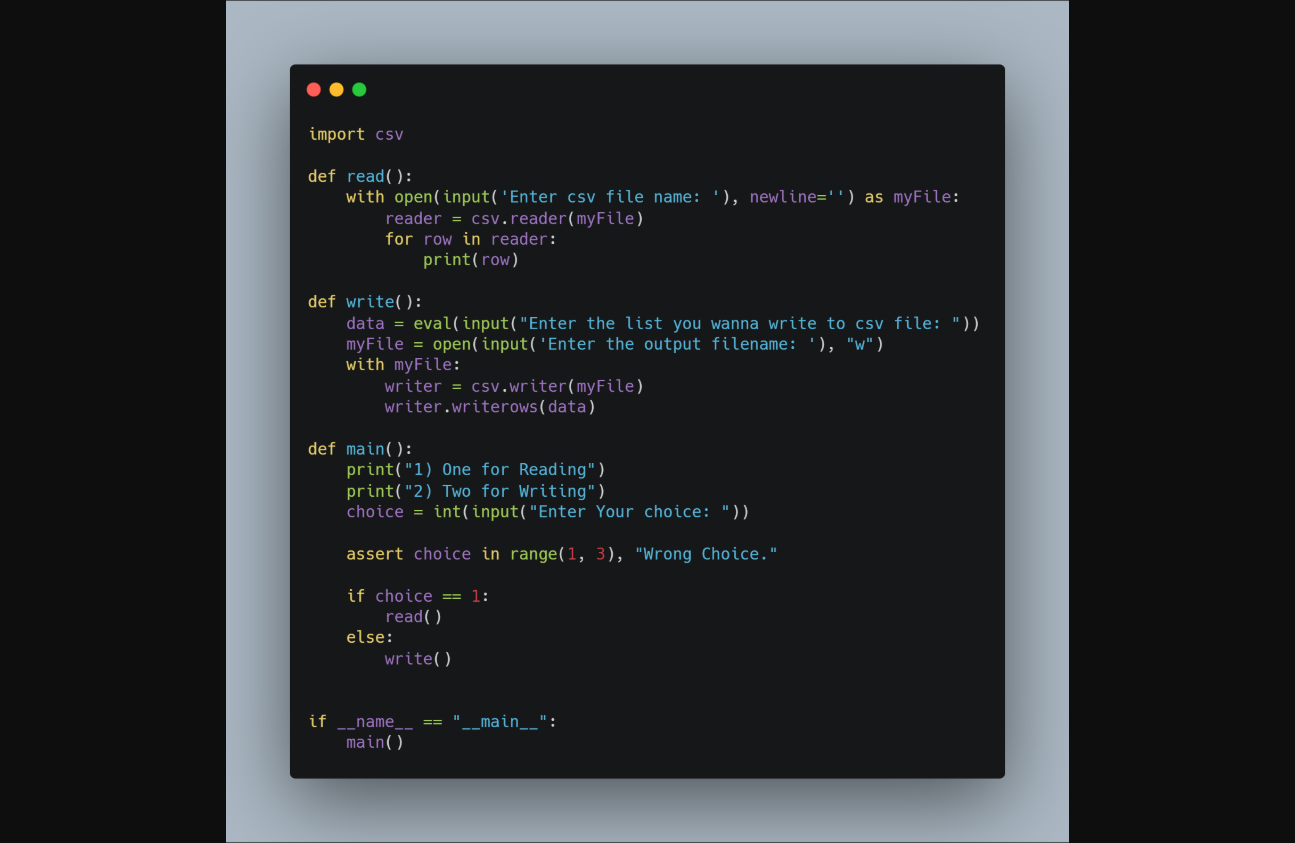 import csv

def read():
    with open(input('Enter csv file name: '), newline='') as myFile:
        reader = csv.reader(myFile)
        for row in reader:
            print(row)

def write():
    data = eval(input("Enter the list you wanna write to csv file: "))
    myFile = open(input('Enter the output filename: '), "w")
    with myFile:
        writer = csv.writer(myFile)
        writer.writerows(data)

def main():
    print("1) One for Reading")
    print("2) Two for Writing")
    choice = int(input("Enter Your choice: "))

    assert choice in range(1, 3), "Wrong Choice."

    if choice == 1:
        read()
    else:
        write()


if __name__ == "__main__":
    main()